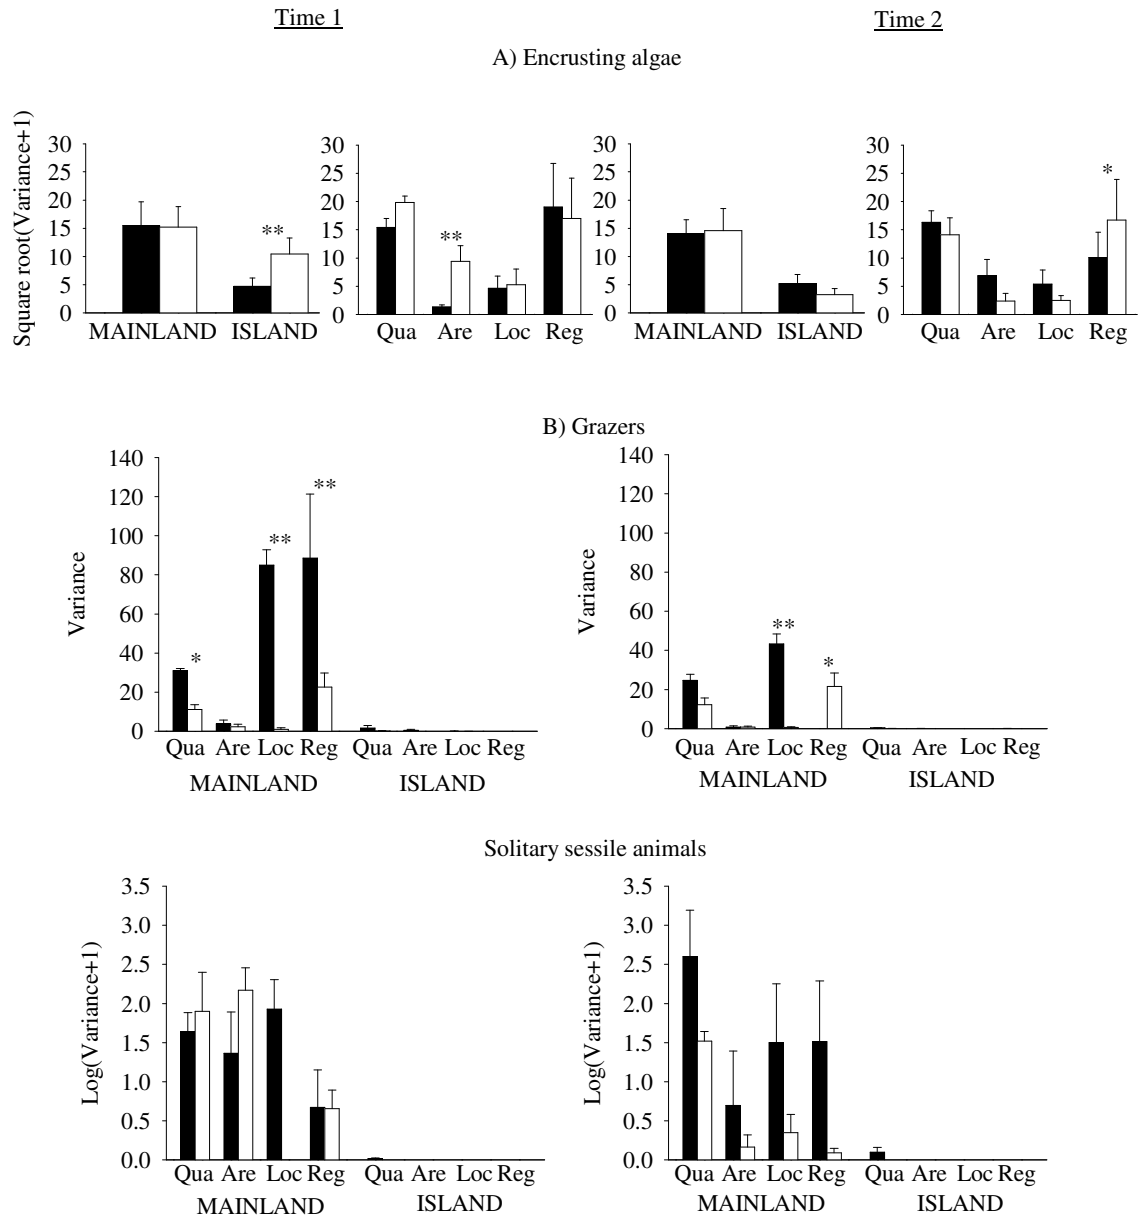 Time 1 Time 2
A) Encrusting algae
Square root(Variance+1)
30 30 30 30
25 25 25 25
20 20 20 20
15 15 15 15
10 10 10 10
5 5 5 5
0 0 0 0
** ** *
MAINLAND ISLAND Qua Are Loc Reg MAINLAND ISLAND Qua Are Loc Reg
B) Grazers
Variance Variance
140 140
120 120
100 100
80 80
60 60
40 40
20 20
0 0
* ** ** ** *
Qua Are Loc Reg Qua Are Loc Reg Qua Are Loc Reg Qua Are Loc Reg
MAINLAND ISLAND MAINLAND ISLAND
Solitary sessile animals
Log(Variance+1) Log(Variance+1)
3.5 3.5
3.0 3.0
2.5 2.5
2.0 2.0
1.5 1.5
1.0 1.0
0.5 0.5
0.0 0.0
Qua Are Loc Reg Qua Are Loc Reg Qua Are Loc Reg Qua Are Loc Reg
MAINLAND ISLAND MAINLAND ISLAND